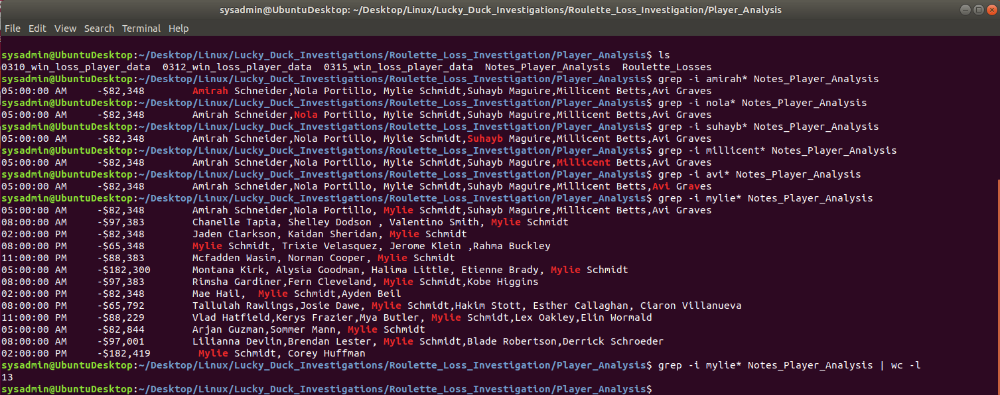 sysadmin@UbuntuDesktop: ~/Desktop/Linux/Lucky_Duck_Investigations/Roulette_Loss_Investigation/Player_Analysis
File Edit View Search Terminal Help
sysadmin@UbuntuDesktop:~/Desktop/Linux/Lucky_Duck_Investigations/Roulette_Loss_Investigation/Player_Analysis$ ls
0310_win_loss_player_data  0312_win_loss_player_data  0315_win_loss_player_data  Notes_Player_Analysis  Roulette_Losses
sysadmin@UbuntuDesktop:~/Desktop/Linux/Lucky_Duck_Investigations/Roulette_Loss_Investigation/Player_Analysis$ grep -i amirah* Notes_Player_Analysis
05:00:00 AM     -$82,348        Amirah Schneider,Nola Portillo, Mylie Schmidt,Suhayb Maguire,Millicent Betts,Avi Graves
sysadmin@UbuntuDesktop:~/Desktop/Linux/Lucky_Duck_Investigations/Roulette_Loss_Investigation/Player_Analysis$ grep -i nola* Notes_Player_Analysis
05:00:00 AM     -$82,348        Amirah Schneider,Nola Portillo, Mylie Schmidt,Suhayb Maguire,Millicent Betts,Avi Graves
sysadmin@UbuntuDesktop:~/Desktop/Linux/Lucky_Duck_Investigations/Roulette_Loss_Investigation/Player_Analysis$ grep -i suhayb* Notes_Player_Analysis
05:00:00 AM     -$82,348        Amirah Schneider,Nola Portillo, Mylie Schmidt,Suhayb Maguire,Millicent Betts,Avi Graves
sysadmin@UbuntuDesktop:~/Desktop/Linux/Lucky_Duck_Investigations/Roulette_Loss_Investigation/Player_Analysis$ grep -i millicent* Notes_Player_Analysis
05:00:00 AM     -$82,348        Amirah Schneider,Nola Portillo, Mylie Schmidt,Suhayb Maguire,Millicent Betts,Avi Graves
sysadmin@UbuntuDesktop:~/Desktop/Linux/Lucky_Duck_Investigations/Roulette_Loss_Investigation/Player_Analysis$ grep -i avi* Notes_Player_Analysis
05:00:00 AM     -$82,348        Amirah Schneider,Nola Portillo, Mylie Schmidt,Suhayb Maguire,Millicent Betts,Avi Graves
sysadmin@UbuntuDesktop:~/Desktop/Linux/Lucky_Duck_Investigations/Roulette_Loss_Investigation/Player_Analysis$ grep -i mylie* Notes_Player_Analysis
05:00:00 AM     -$82,348        Amirah Schneider,Nola Portillo, Mylie Schmidt,Suhayb Maguire,Millicent Betts,Avi Graves
08:00:00 AM     -$97,383        Chanelle Tapia, Shelley Dodson , Valentino Smith, Mylie Schmidt
02:00:00 PM     -$82,348        Jaden Clarkson, Kaidan Sheridan, Mylie Schmidt
08:00:00 PM     -$65,348        Mylie Schmidt, Trixie Velasquez, Jerome Klein ,Rahma Buckley
11:00:00 PM     -$88,383        Mcfadden Wasim, Norman Cooper, Mylie Schmidt
05:00:00 AM     -$182,300       Montana Kirk, Alysia Goodman, Halima Little, Etienne Brady, Mylie Schmidt
08:00:00 AM     -$97,383        Rimsha Gardiner,Fern Cleveland, Mylie Schmidt,Kobe Higgins
02:00:00 PM     -$82,348        Mae Hail,  Mylie Schmidt,Ayden Beil
08:00:00 PM     -$65,792        Tallulah Rawlings,Josie Dawe, Mylie Schmidt,Hakim Stott, Esther Callaghan, Ciaron Villanueva
11:00:00 PM     -$88,229        Vlad Hatfield,Kerys Frazier,Mya Butler, Mylie Schmidt,Lex Oakley,Elin Wormald
05:00:00 AM     -$82,844        Arjan Guzman,Sommer Mann, Mylie Schmidt
08:00:00 AM     -$97,001        Lilianna Devlin,Brendan Lester, Mylie Schmidt,Blade Robertson,Derrick Schroeder
02:00:00 PM     -$182,419        Mylie Schmidt, Corey Huffman
sysadmin@UbuntuDesktop:~/Desktop/Linux/Lucky_Duck_Investigations/Roulette_Loss_Investigation/Player_Analysis$ grep -i mylie* Notes_Player_Analysis | wc -l
13
sysadmin@UbuntuDesktop:~/Desktop/Linux/Lucky_Duck_Investigations/Roulette_Loss_Investigation/Player_Analysis$